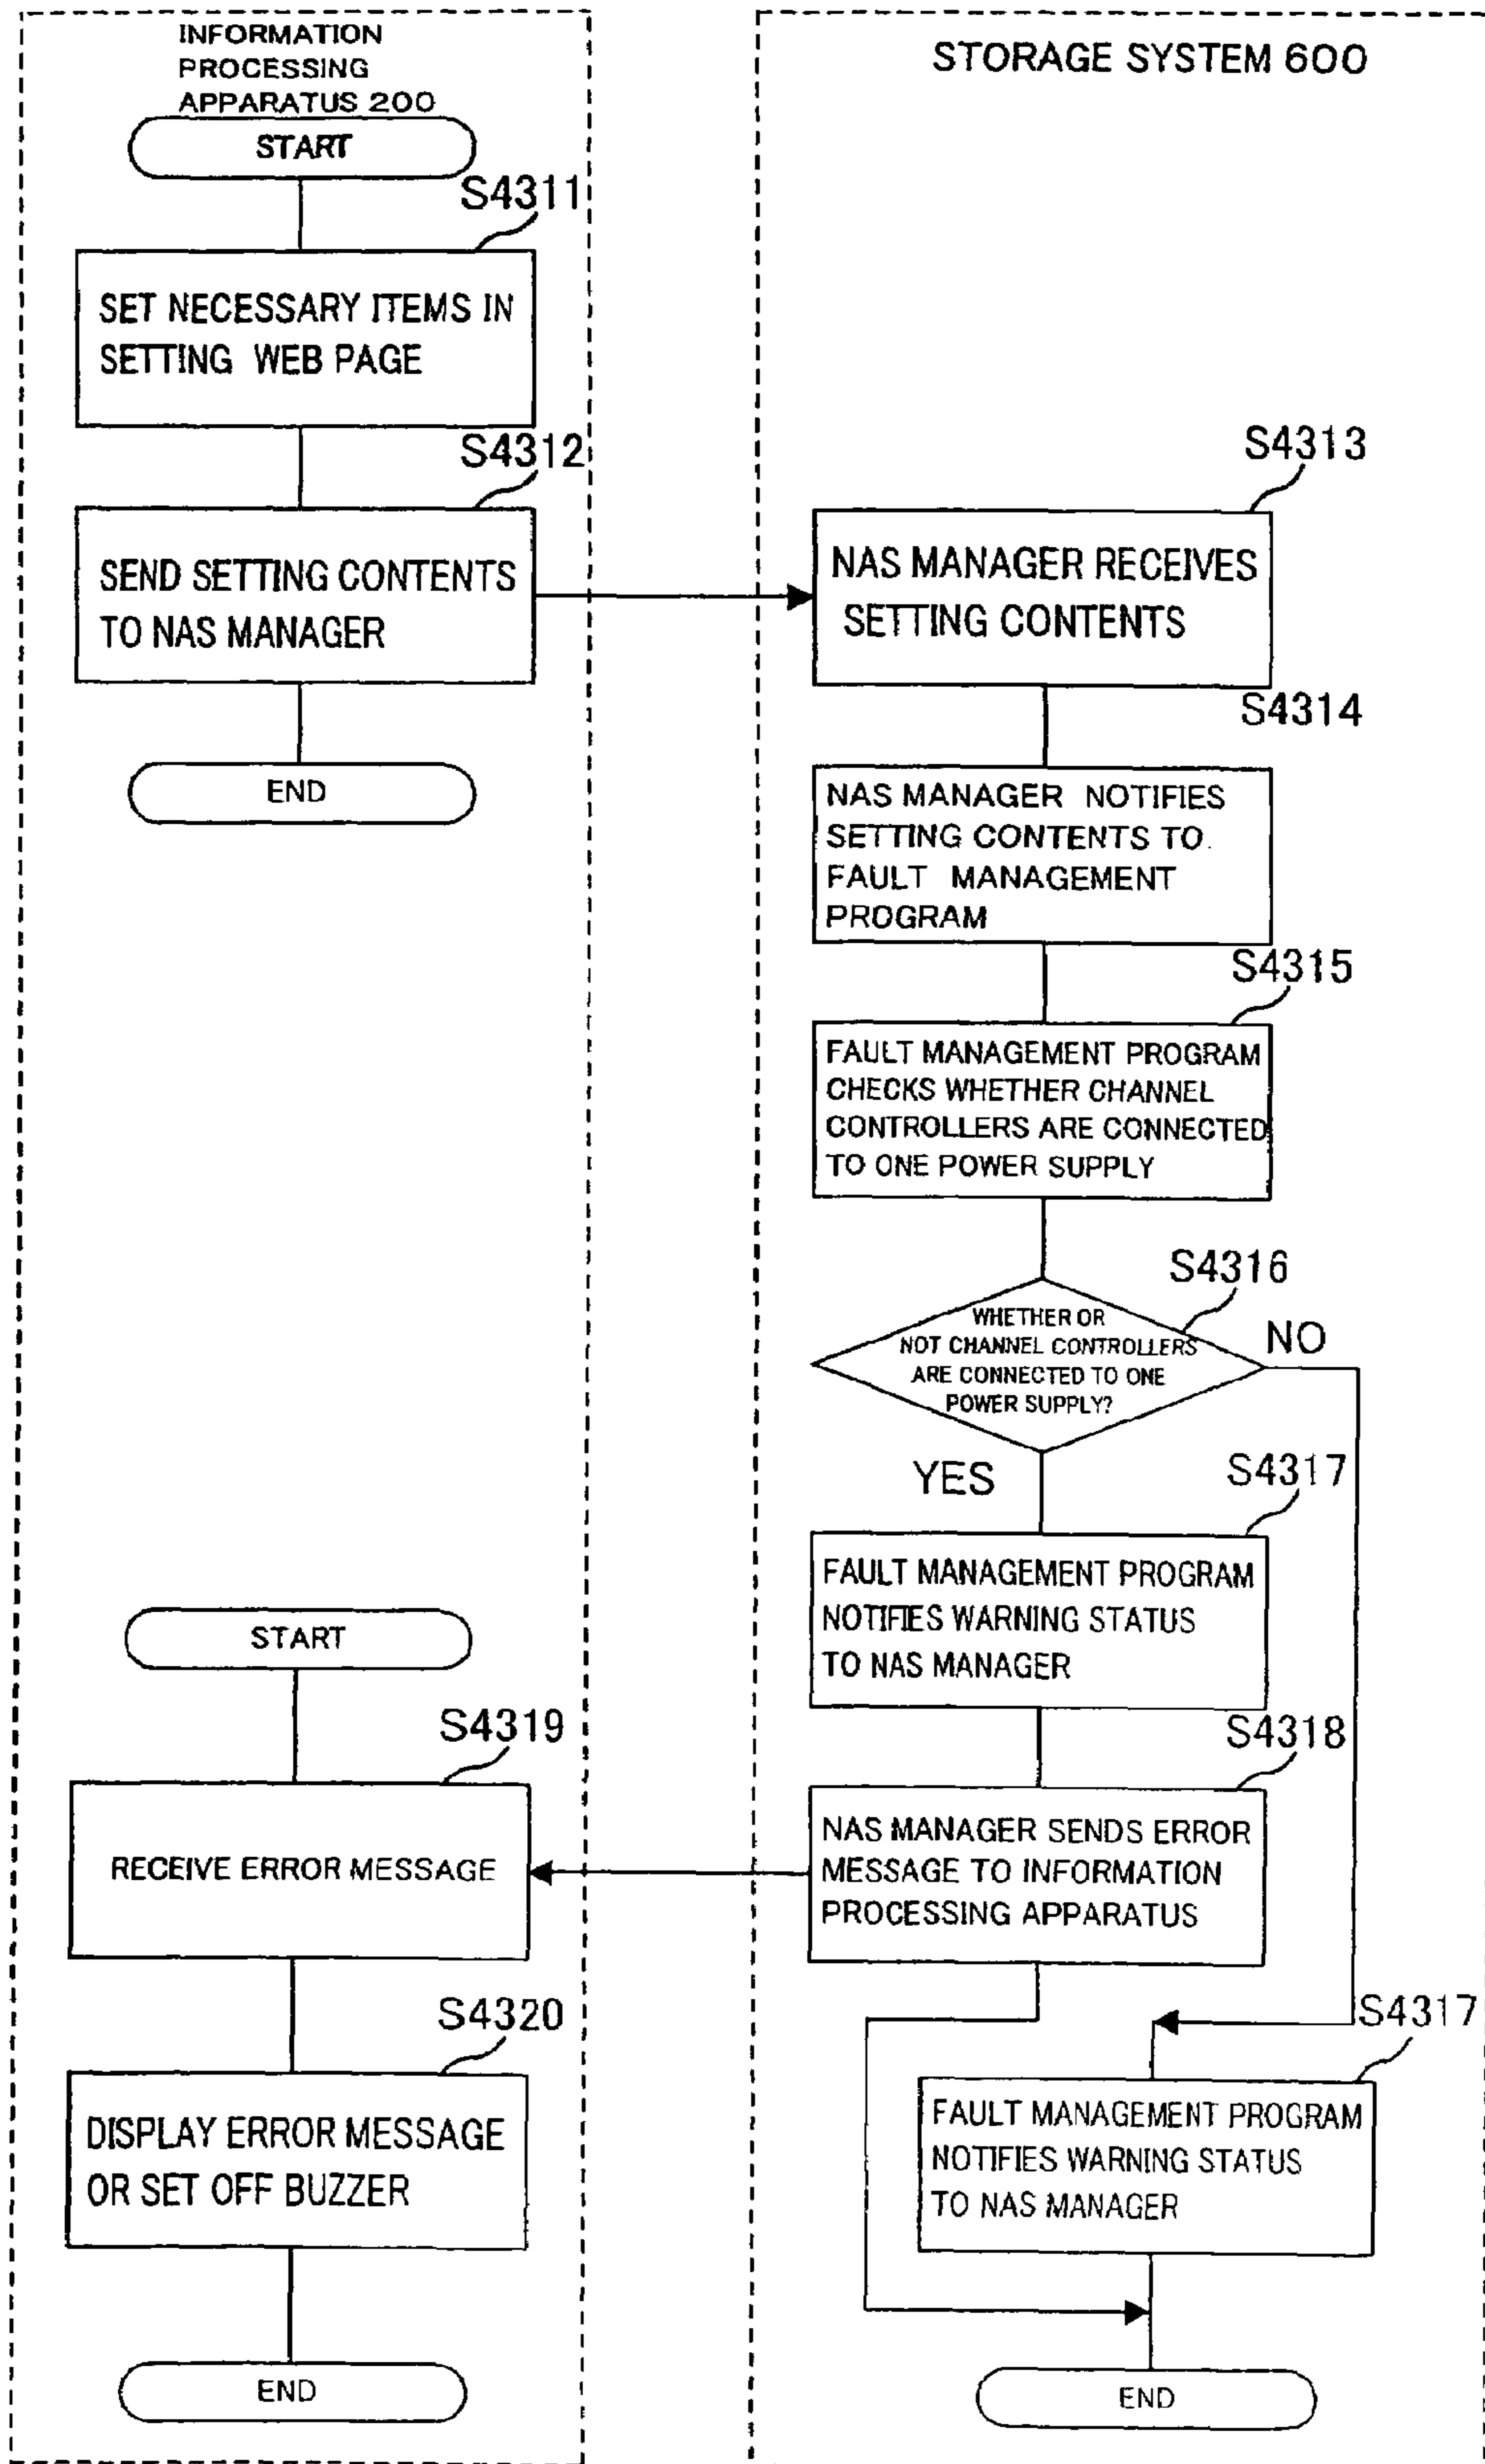 INFORMATION
PROCESSING
APPARATUS 200
START
S4311
SET NECESSARY ITEMS IN
SETTING WEB PAGE
S4312
SEND SETTING CONTENTS
TO NAS MANAGER
END
START
S4319
RECEIVE ERROR MESSAGE
S4320
DISPLAY ERROR MESSAGE
OR SET OFF BUZZER
END
STORAGE SYSTEM 600
S4313
NAS MANAGER RECEIVES
SETTING CONTENTS
S4314
NAS MANAGER NOTIFIES
SETTING CONTENTS TO
FAULT MANAGEMENT
PROGRAM
S4315
FAULT MANAGEMENT PROGRAM
CHECKS WHETHER CHANNEL
CONTROLLERS ARE CONNECTED
TO ONE POWER SUPPLY
S4316
WHETHER OR
NOT CHANNEL CONTROLLERS
ARE CONNECTED TO ONE
POWER SUPPLY?
NO
YES
S4317
FAULT MANAGEMENT PROGRAM
NOTIFIES WARNING STATUS
TO NAS MANAGER
S4318
NAS MANAGER SENDS ERROR
MESSAGE TO INFORMATION
PROCESSING APPARATUS
S4317
FAULT MANAGEMENT PROGRAM
NOTIFIES WARNING STATUS
TO NAS MANAGER
END